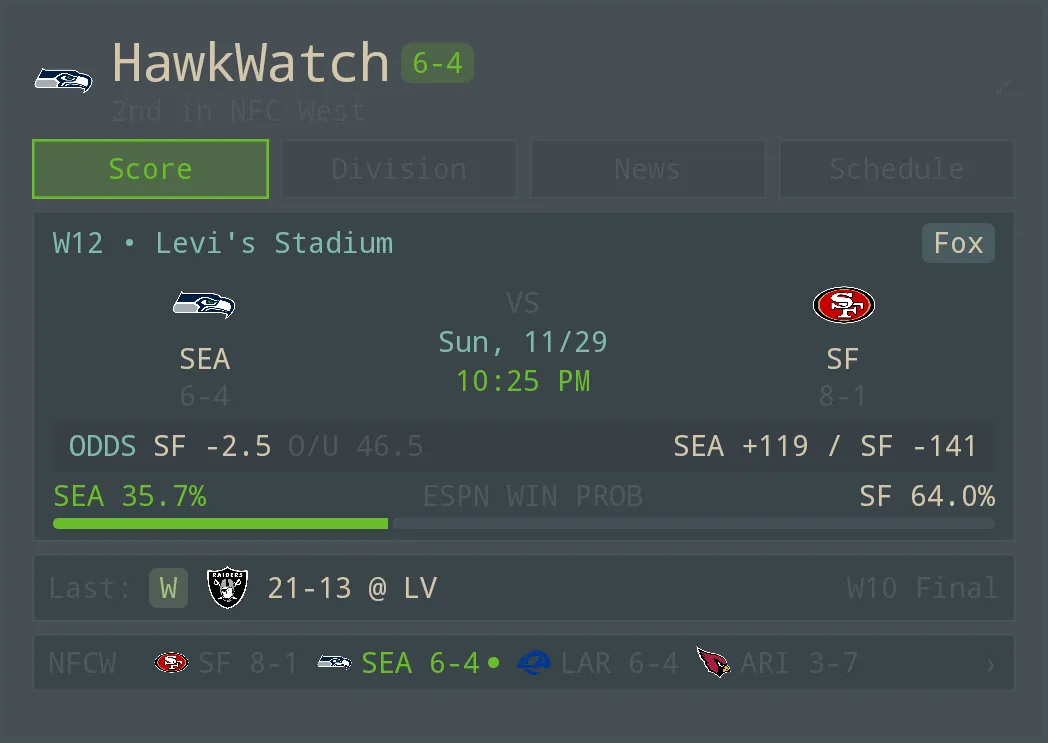 HawkWatch 6-4
2nd in NFC West
Score Division News Schedule
W12 • Levi's Stadium Fox
VS
Sun, 11/29
SEA SF
10:25 PM
6-4 8-1
ODDS SF -2.5 O/U 46.5 SEA +119 / SF -141
SEA 35.7% ESPN WIN PROB SF 64.0%
Last: W RAIDERS 21-13 @ LV W10 Final
NFCW SF 8-1 SEA 6-4 • LAR 6-4 ARI 3-7 ›